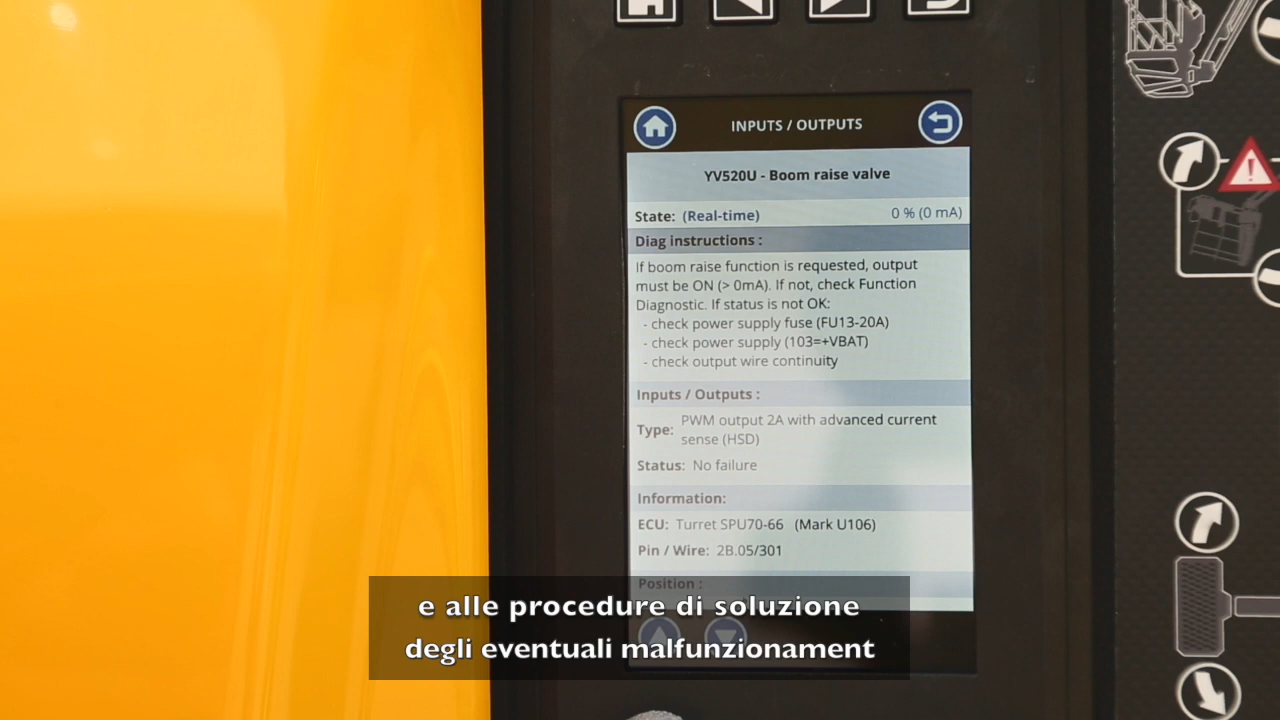 INPUTS / OUTPUTS
YV520U - Boom raise valve
State: (Real-time) 0 % (0 mA)
Diag instructions :
If boom raise function is requested, output
must be ON (> 0mA). If not, check Function
Diagnostic. If status is not OK:
- check power supply fuse (FU13-20A)
- check power supply (103=+VBAT)
- check output wire continuity
Inputs / Outputs :
Type: PWM output 2A with advanced current
sense (HSD)
Status: No failure
Information:
ECU: Turret SPU70-66 (Mark U106)
Pin / Wire: 2B.05/301
Position :
e alle procedure di soluzione
degli eventuali malfunzionament